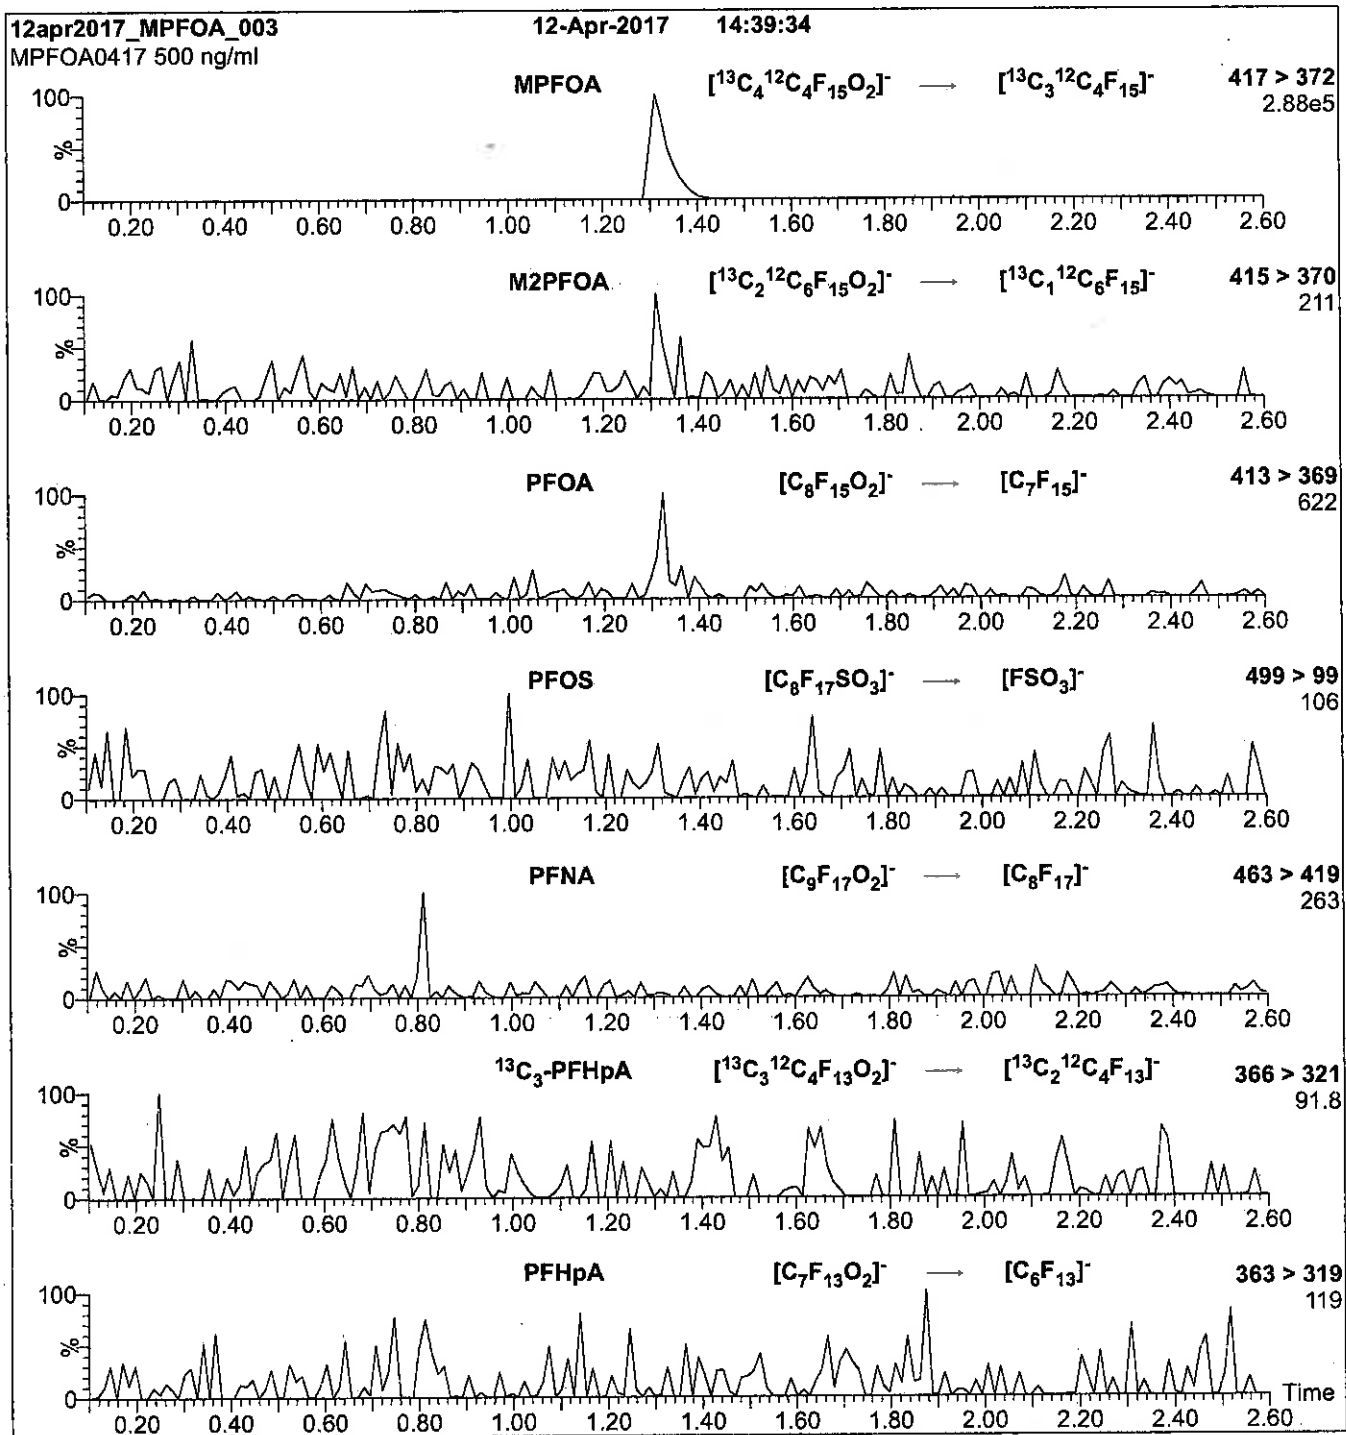 12apr2017_MPFOA_003 12-Apr-2017 14:39:34
MPFOA0417 500 ng/ml
MPFOA [¹³C₄¹²C₄F₁₅O₂]⁻ → [¹³C₃¹²C₄F₁₅]⁻ 417 > 372
2.88e5
100
%
0
0.20 0.40 0.60 0.80 1.00 1.20 1.40 1.60 1.80 2.00 2.20 2.40 2.60
M2PFOA [¹³C₂¹²C₆F₁₅O₂]⁻ → [¹³C₁¹²C₆F₁₅]⁻ 415 > 370
211
100
%
0
0.20 0.40 0.60 0.80 1.00 1.20 1.40 1.60 1.80 2.00 2.20 2.40 2.60
PFOA [C₈F₁₅O₂]⁻ → [C₇F₁₅]⁻ 413 > 369
622
100
%
0
0.20 0.40 0.60 0.80 1.00 1.20 1.40 1.60 1.80 2.00 2.20 2.40 2.60
PFOS [C₈F₁₇SO₃]⁻ → [FSO₃]⁻ 499 > 99
106
100
%
0
0.20 0.40 0.60 0.80 1.00 1.20 1.40 1.60 1.80 2.00 2.20 2.40 2.60
PFNA [C₉F₁₇O₂]⁻ → [C₈F₁₇]⁻ 463 > 419
263
100
%
0
0.20 0.40 0.60 0.80 1.00 1.20 1.40 1.60 1.80 2.00 2.20 2.40 2.60
¹³C₃-PFHpA [¹³C₃¹²C₄F₁₃O₂]⁻ → [¹³C₂¹²C₄F₁₃]⁻ 366 > 321
91.8
100
%
0
0.20 0.40 0.60 0.80 1.00 1.20 1.40 1.60 1.80 2.00 2.20 2.40 2.60
PFHpA [C₇F₁₃O₂]⁻ → [C₆F₁₃]⁻ 363 > 319
119
100
%
0 Time
0.20 0.40 0.60 0.80 1.00 1.20 1.40 1.60 1.80 2.00 2.20 2.40 2.60